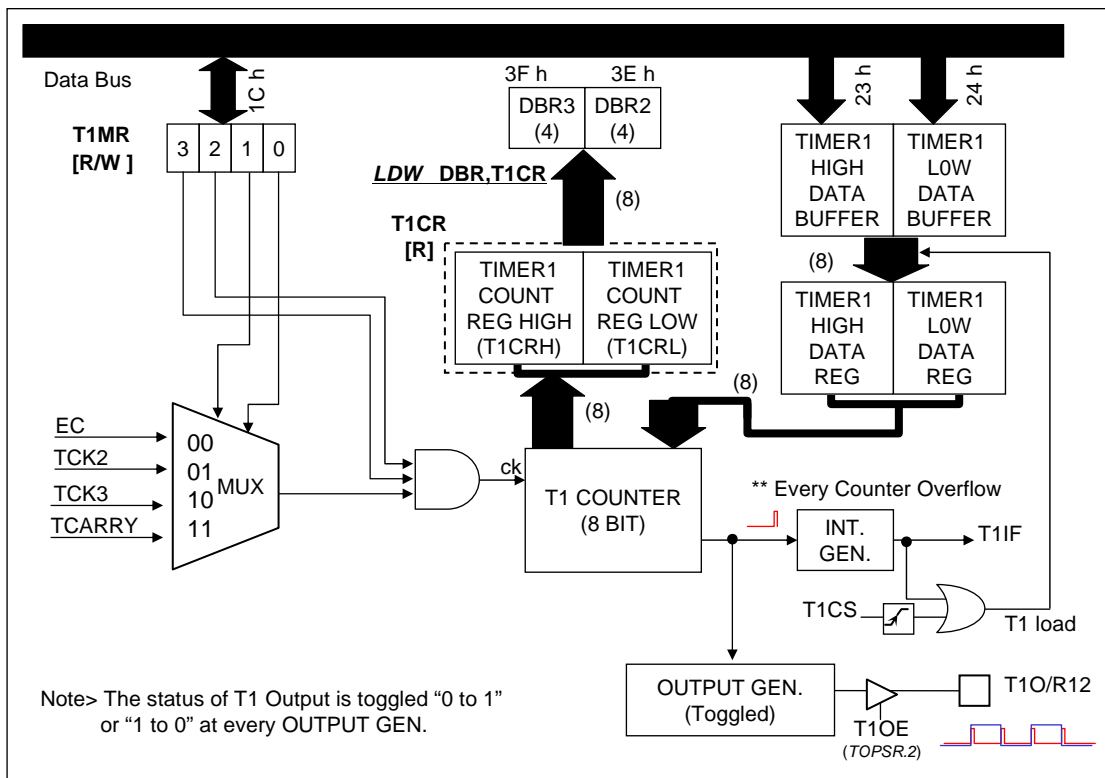 Data Bus
1C h
3F h
3E h
23 h
24 h
T1MR
[R/W ]
3 2 1 0
DBR3
(4)
DBR2
(4)
LDW DBR,T1CR
(8)
T1CR
[R]
TIMER1
COUNT
REG HIGH
(T1CRH)
TIMER1
COUNT
REG LOW
(T1CRL)
(8)
TIMER1
HIGH
DATA
BUFFER
TIMER1
L0W
DATA
BUFFER
(8)
TIMER1
HIGH
DATA
REG
TIMER1
L0W
DATA
REG
(8)
EC
TCK2
TCK3
TCARRY
00
01
10
11
MUX
ck
T1 COUNTER
(8 BIT)
** Every Counter Overflow
INT.
GEN.
T1IF
T1CS
T1 load
OUTPUT GEN.
(Toggled)
T1O/R12
T1OE
(TOPSR.2)
Note> The status of T1 Output is toggled “0 to 1”
or “1 to 0” at every OUTPUT GEN.